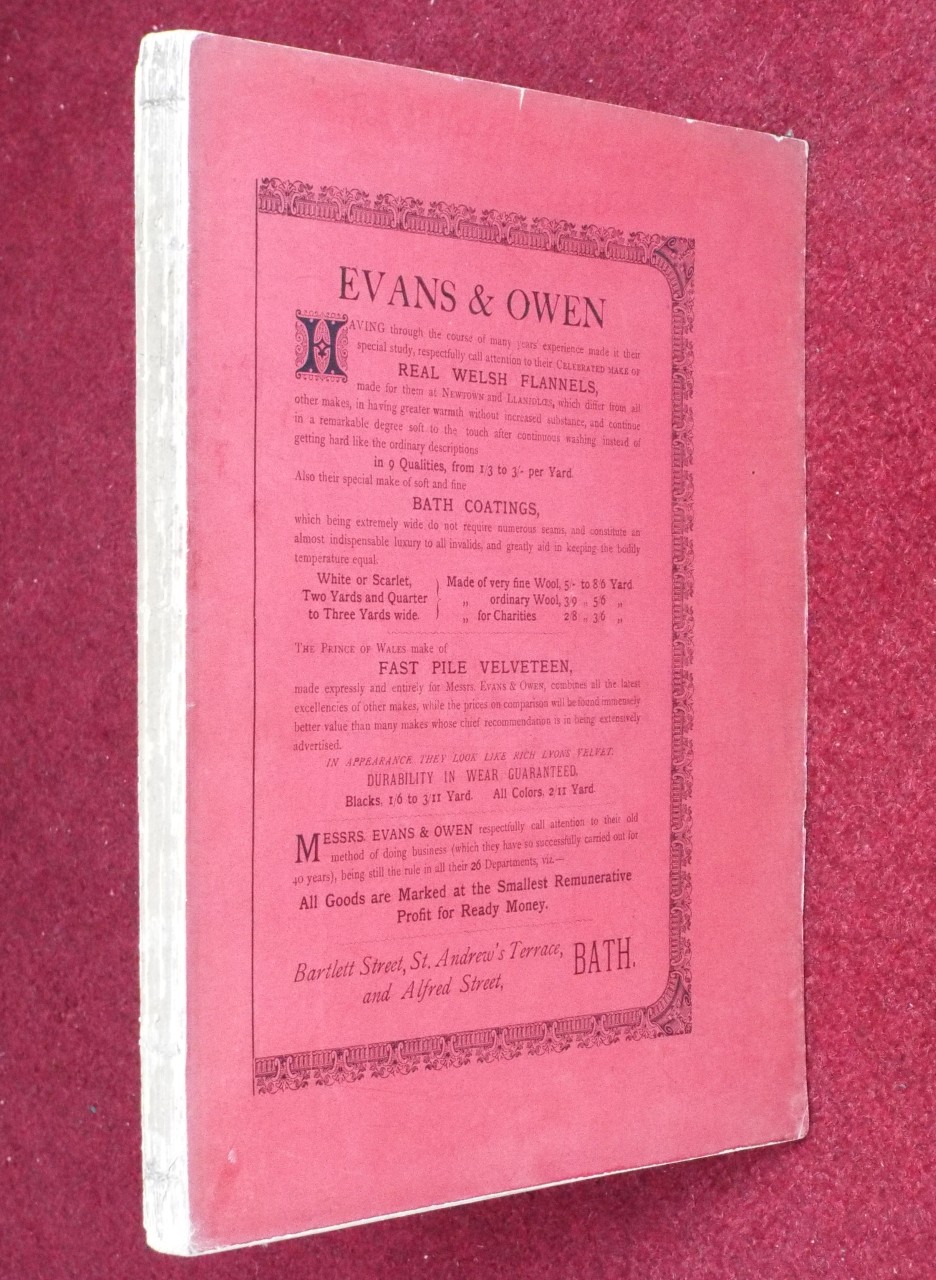 EVANS & OWEN
HAVING through the course of many years experience made it their
special study, respectfully call attention to their CELEBRATED MAKE OF
REAL WELSH FLANNELS,
made for them at NEWTOWN and LLANIDLOES, which differ from all
other makes, in having greater warmth without increased substance, and continue
in a remarkable degree soft to the touch after continuous washing instead of
getting hard like the ordinary descriptions
in 9 Qualities, from 1/3 to 3/- per Yard.
Also their special make of soft and fine
BATH COATINGS,
which being extremely wide do not require numerous seams, and constitute an
almost indispensable luxury to all invalids, and greatly aid in keeping the bodily
temperature equal.
White or Scarlet, } Made of very fine Wool, 5/- to 8/6 Yard
Two Yards and Quarter } „ ordinary Wool, 3/9 „ 5/6 „
to Three Yards wide. } „ for Charities 2/8 „ 3/6 „
THE PRINCE OF WALES make of
FAST PILE VELVETEEN,
made expressly and entirely for Messrs. EVANS & OWEN, combines all the latest
excellencies of other makes, while the prices on comparison will be found immensely
better value than many makes whose chief recommendation is in being extensively
advertised.
IN APPEARANCE THEY LOOK LIKE RICH LYONS VELVET.
DURABILITY IN WEAR GUARANTEED.
Blacks, 1/6 to 3/11 Yard. All Colors, 2/11 Yard.
MESSRS. EVANS & OWEN respectfully call attention to their old
method of doing business (which they have so successfully carried out for
40 years), being still the rule in all their 26 Departments, viz.—
All Goods are Marked at the Smallest Remunerative
Profit for Ready Money.
Bartlett Street, St. Andrew's Terrace,
and Alfred Street, BATH.